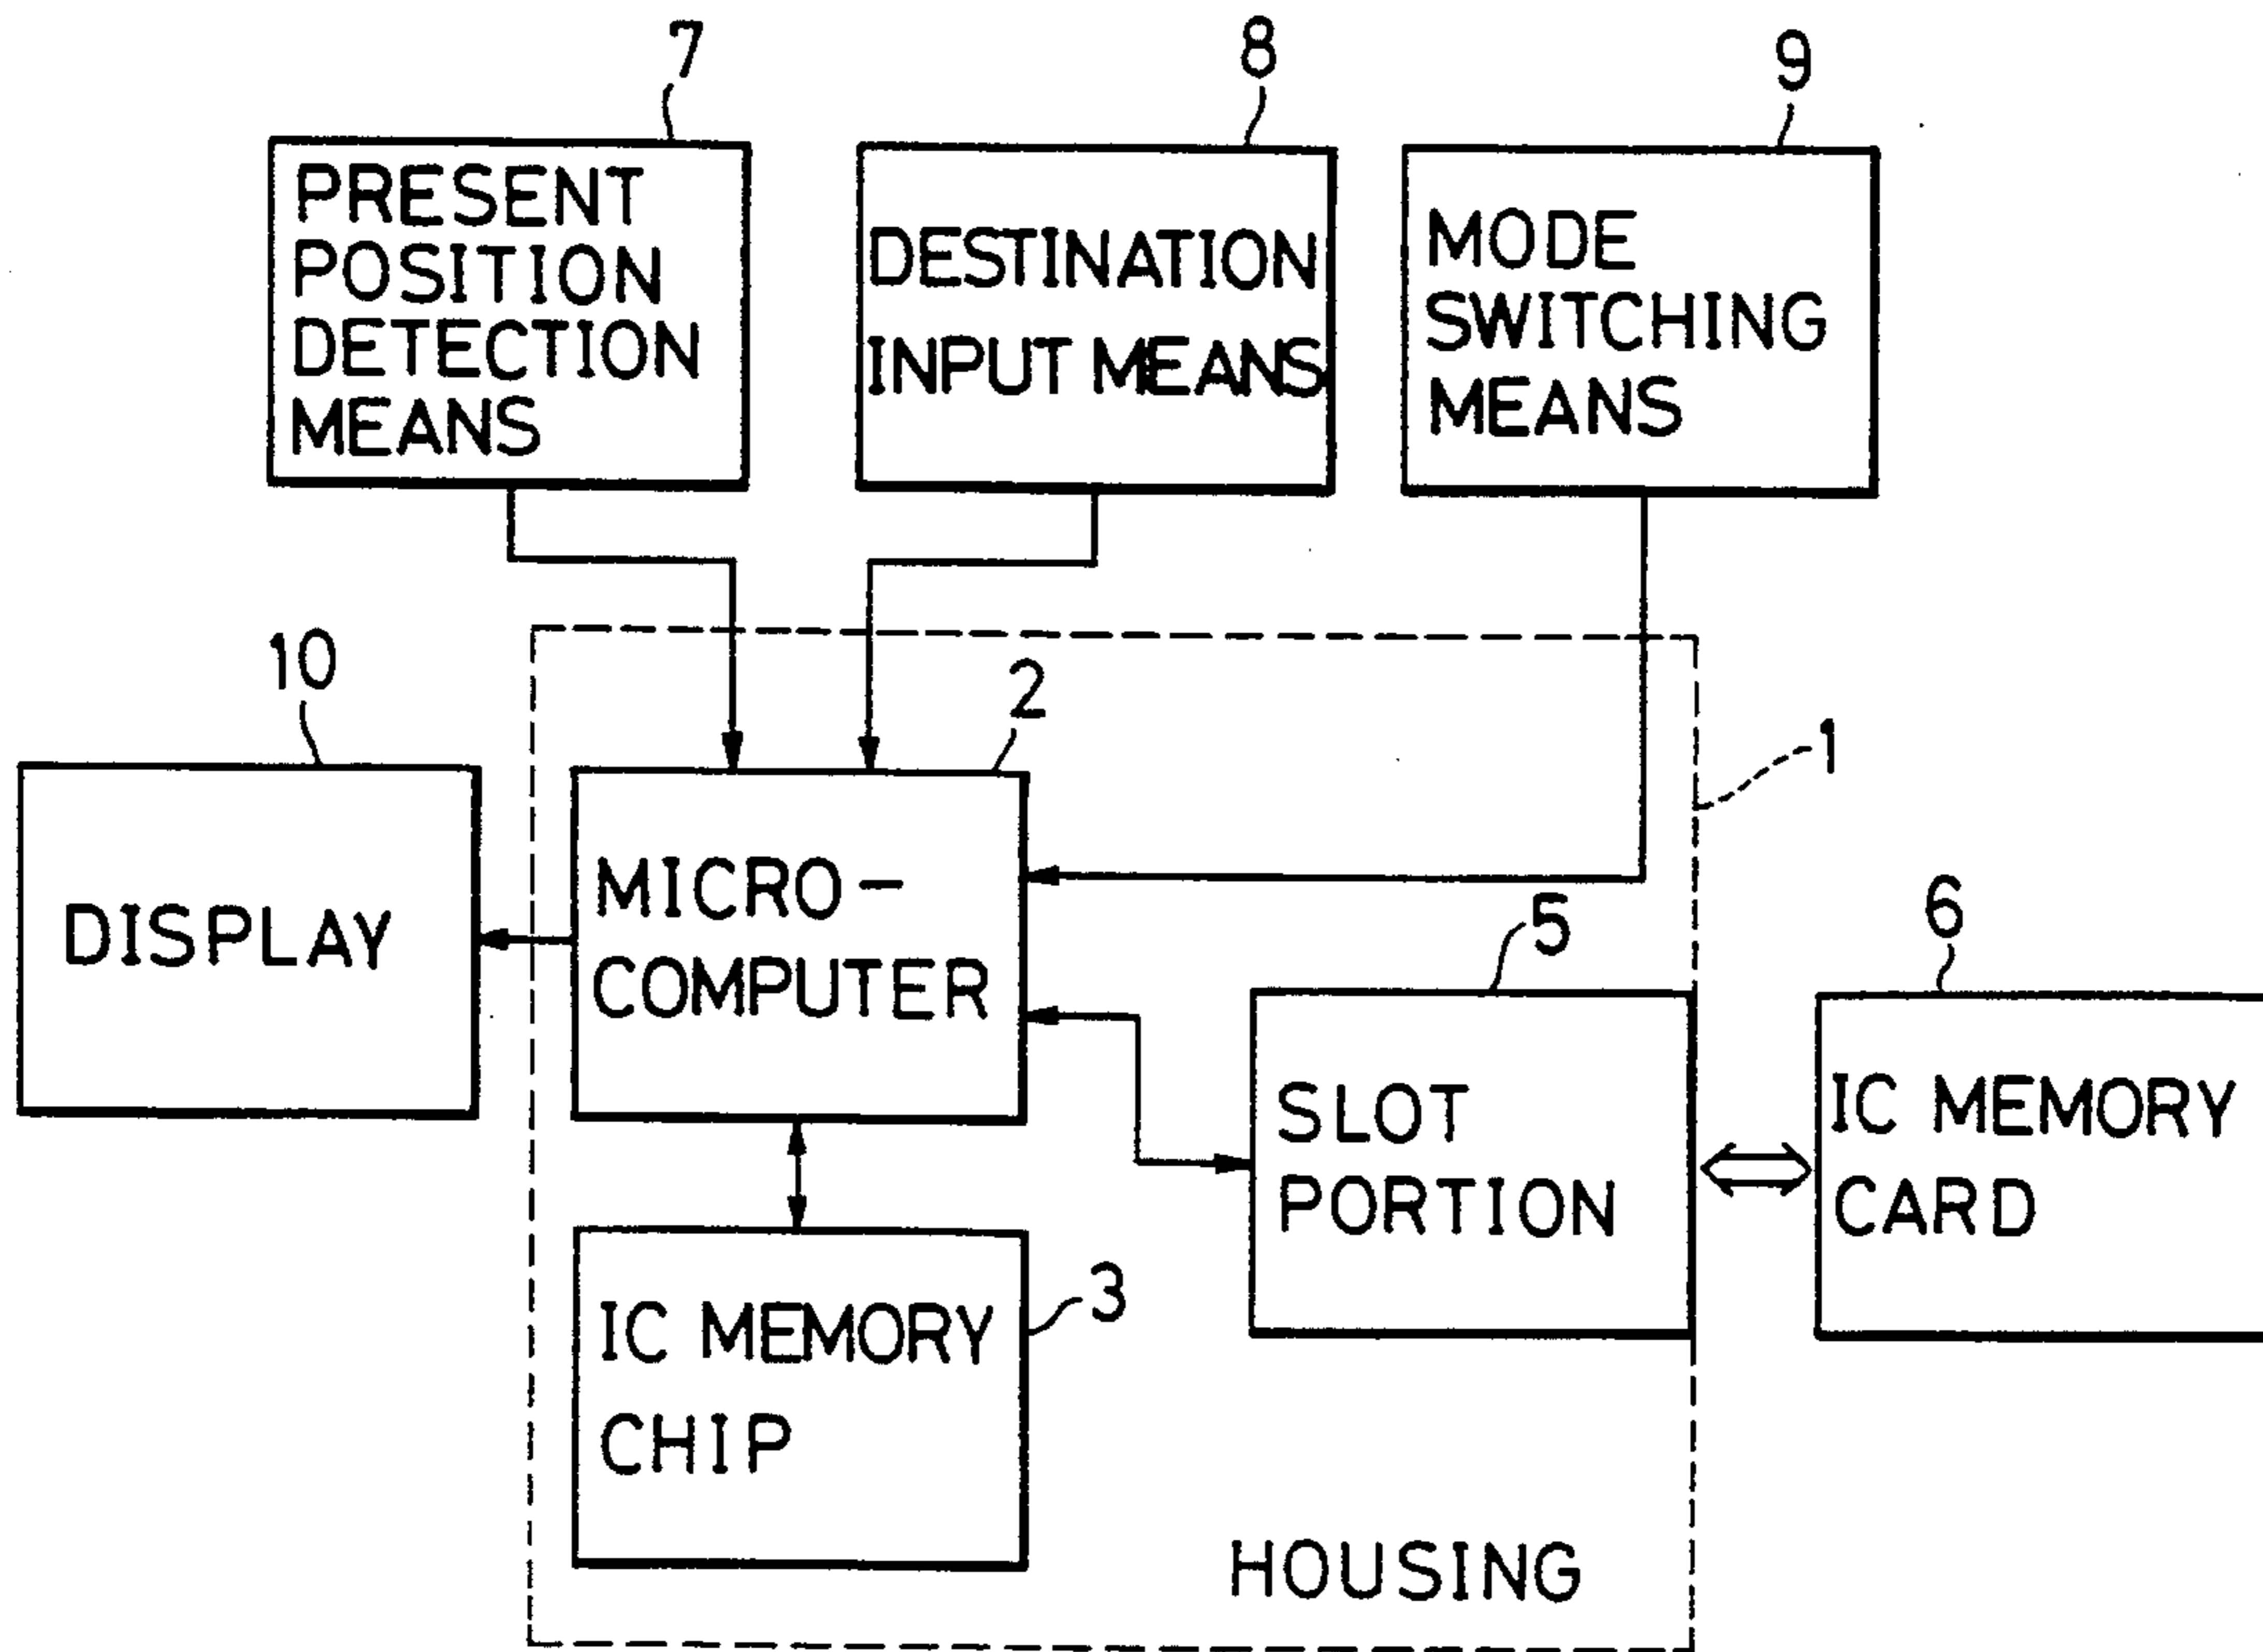 7
8
9
PRESENT
POSITION
DETECTION
MEANS
DESTINATION
INPUT MEANS
MODE
SWITCHING
MEANS
10
2
1
DISPLAY
MICRO-
COMPUTER
5
6
SLOT
PORTION
IC MEMORY
CARD
IC MEMORY
CHIP
3
HOUSING